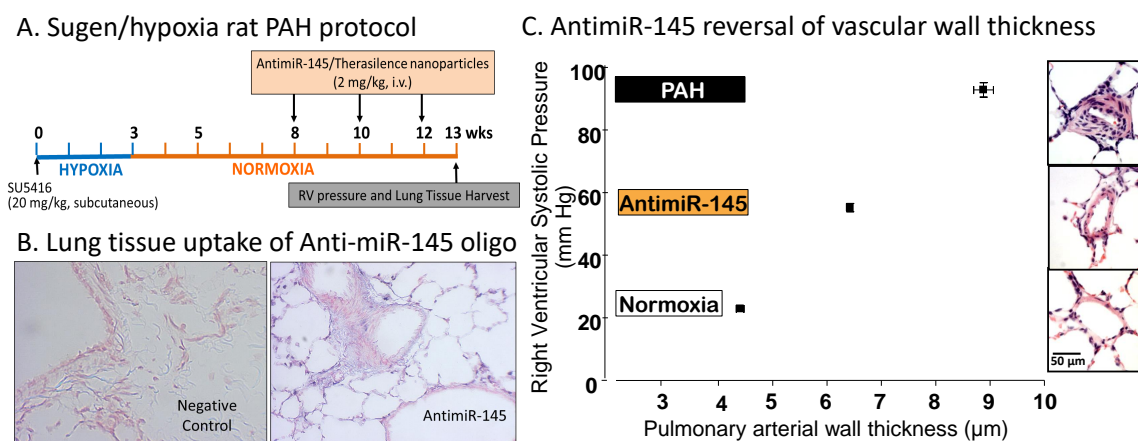 A. Sugen/hypoxia rat PAH protocol
AntimiR-145/Therasilence nanoparticles
(2 mg/kg, i.v.)
0 3 5 8 10 12 13 wks
HYPOXIA NORMOXIA
SU5416
(20 mg/kg, subcutaneous)
RV pressure and Lung Tissue Harvest
B. Lung tissue uptake of Anti-miR-145 oligo
Negative
Control
AntimiR-145
C. AntimiR-145 reversal of vascular wall thickness
Right Ventricular Systolic Pressure
(mm Hg)
100
80
60
40
20
0
PAH
AntimiR-145
Normoxia
3 4 5 6 7 8 9 10
Pulmonary arterial wall thickness (µm)
50 µm